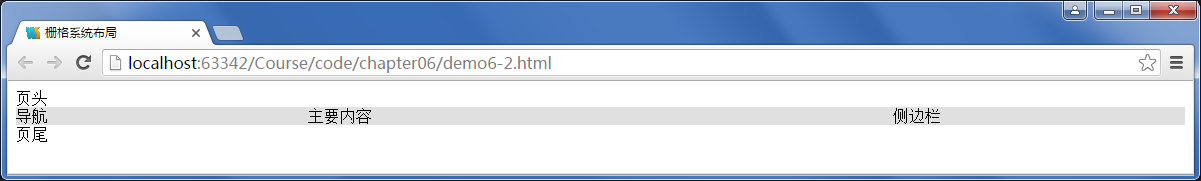 栅格系统布局
localhost:63342/Course/code/chapter06/demo6-2.html
页头
导航 主要内容 侧边栏
页尾